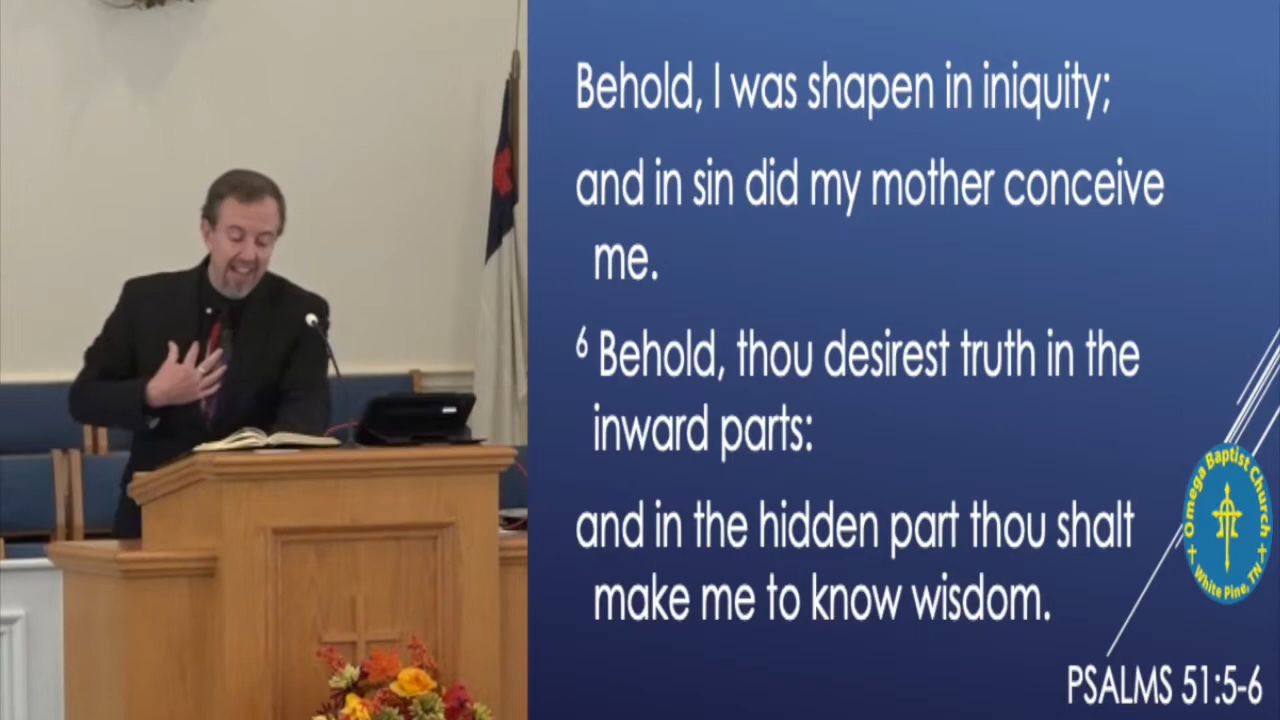 Behold, I was shapen in iniquity;
and in sin did my mother conceive
me.
6 Behold, thou desirest truth in the
inward parts:
and in the hidden part thou shalt
make me to know wisdom.
Omega Baptist Church
White Pine, TN
PSALMS 51:5-6